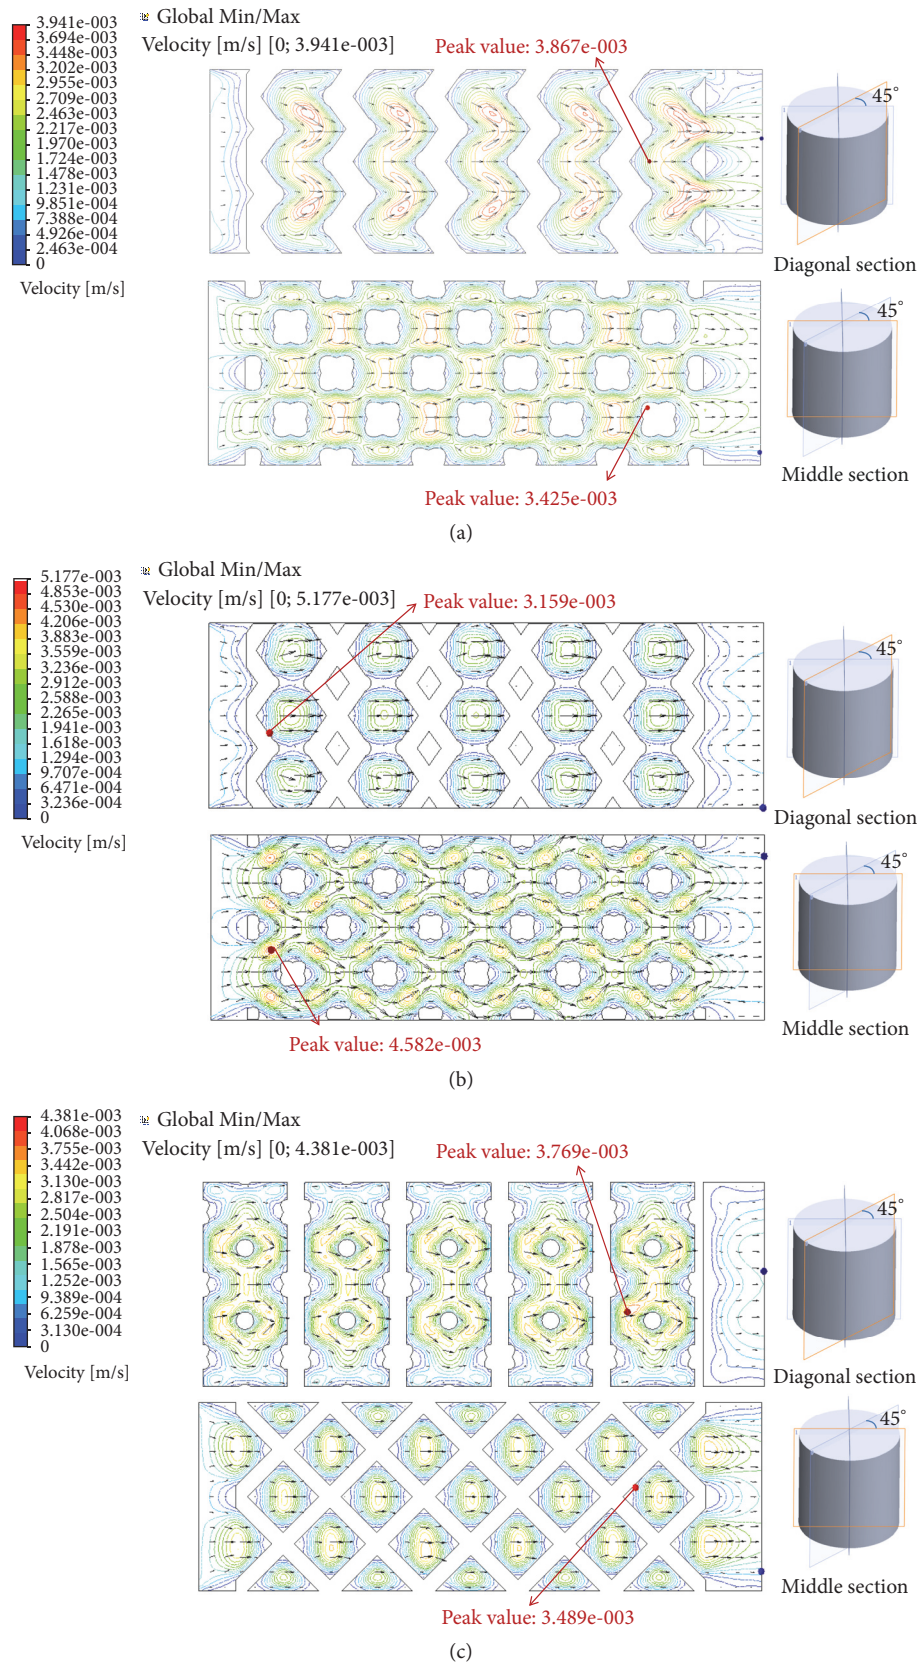 Global Min/Max
Velocity [m/s] [0; 3.941e-003]
Peak value: 3.867e-003
3.941e-003
3.694e-003
3.448e-003
3.202e-003
2.955e-003
2.709e-003
2.463e-003
2.217e-003
1.970e-003
1.724e-003
1.478e-003
1.231e-003
9.851e-004
7.388e-004
4.926e-004
2.463e-004
0
Velocity [m/s]
45°
Diagonal section
45°
Middle section
Peak value: 3.425e-003
(a)
Global Min/Max
Velocity [m/s] [0; 5.177e-003]
Peak value: 3.159e-003
5.177e-003
4.853e-003
4.530e-003
4.206e-003
3.883e-003
3.559e-003
3.236e-003
2.912e-003
2.588e-003
2.265e-003
1.941e-003
1.618e-003
1.294e-003
9.707e-004
6.471e-004
3.236e-004
0
Velocity [m/s]
45°
Diagonal section
45°
Middle section
Peak value: 4.582e-003
(b)
Global Min/Max
Velocity [m/s] [0; 4.381e-003]
Peak value: 3.769e-003
4.381e-003
4.068e-003
3.755e-003
3.442e-003
3.130e-003
2.817e-003
2.504e-003
2.191e-003
1.878e-003
1.565e-003
1.252e-003
9.389e-004
6.259e-004
3.130e-004
0
Velocity [m/s]
45°
Diagonal section
45°
Middle section
Peak value: 3.489e-003
(c)